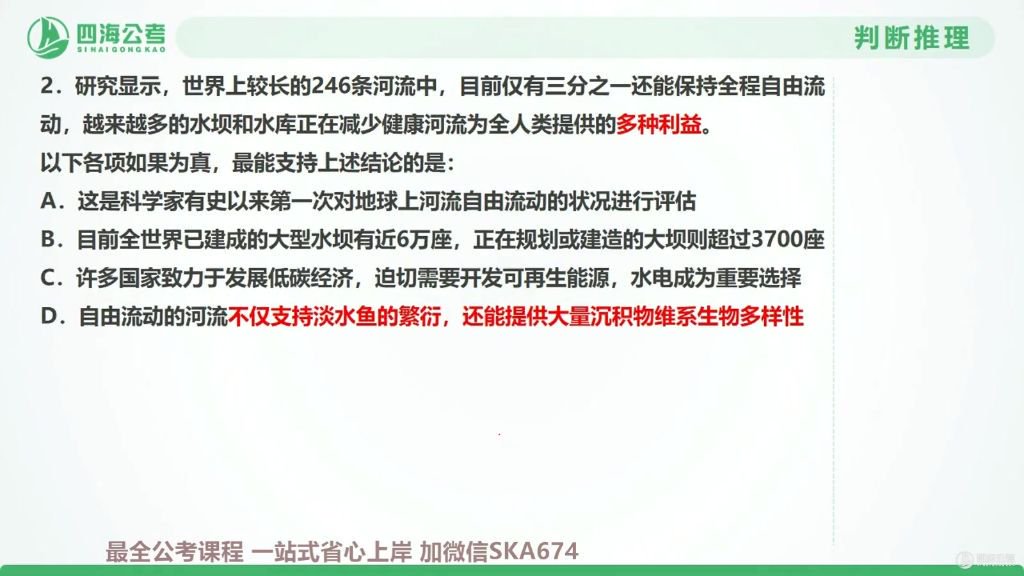 四海公考
SIHAIGONGKAO
判断推理
2．研究显示，世界上较长的246条河流中，目前仅有三分之一还能保持全程自由流
动，越来越多的水坝和水库正在减少健康河流为全人类提供的多种利益。
以下各项如果为真，最能支持上述结论的是：
A．这是科学家有史以来第一次对地球上河流自由流动的状况进行评估
B．目前全世界已建成的大型水坝有近6万座，正在规划或建造的大坝则超过3700座
C．许多国家致力于发展低碳经济，迫切需要开发可再生能源，水电成为重要选择
D．自由流动的河流不仅支持淡水鱼的繁衍，还能提供大量沉积物维系生物多样性
最全公考课程 一站式省心上岸 加微信SKA674